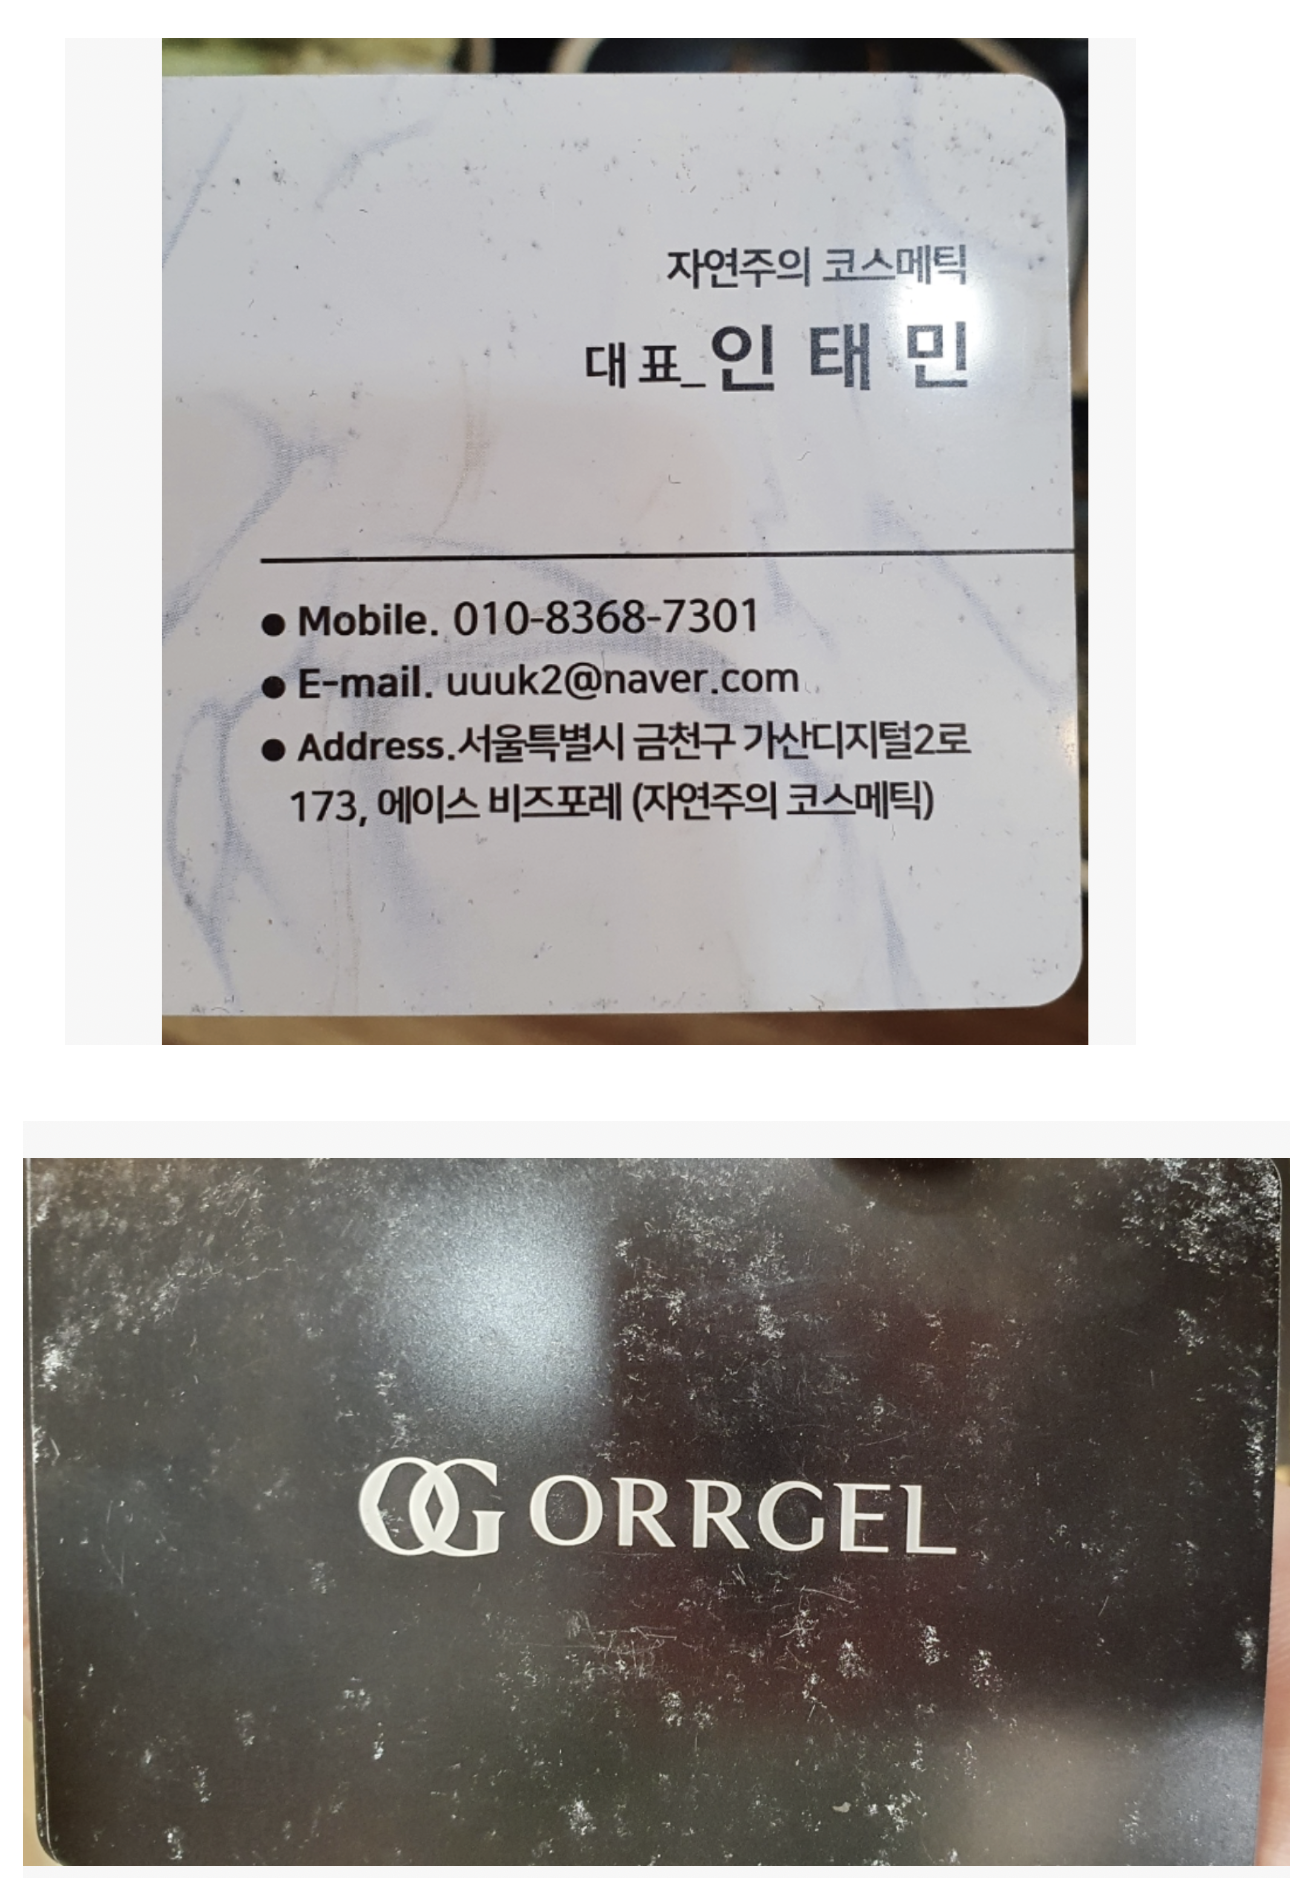 자연주의 코스메틱
대표_인 태 민
● Mobile. 010-8368-7301
● E-mail. uuuk2@naver.com
● Address.서울특별시 금천구 가산디지털2로
173, 에이스 비즈포레 (자연주의 코스메틱)
OG ORRGEL